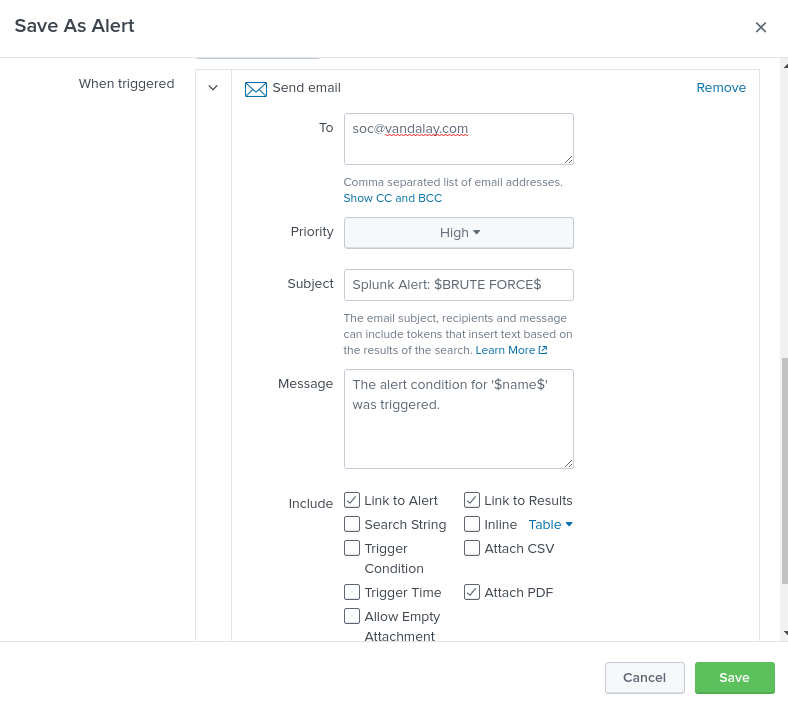 Save As Alert
When triggered
Send email
Remove
To
soc@vandalay.com
Comma separated list of email addresses.
Show CC and BCC
Priority
High
Subject
Splunk Alert: $BRUTE FORCE$
The email subject, recipients and message
can include tokens that insert text based on
the results of the search. Learn More
Message
The alert condition for '$name$'
was triggered.
Include
Link to Alert
Link to Results
Search String
Inline Table
Trigger
Condition
Attach CSV
Trigger Time
Attach PDF
Allow Empty
Attachment
Cancel
Save